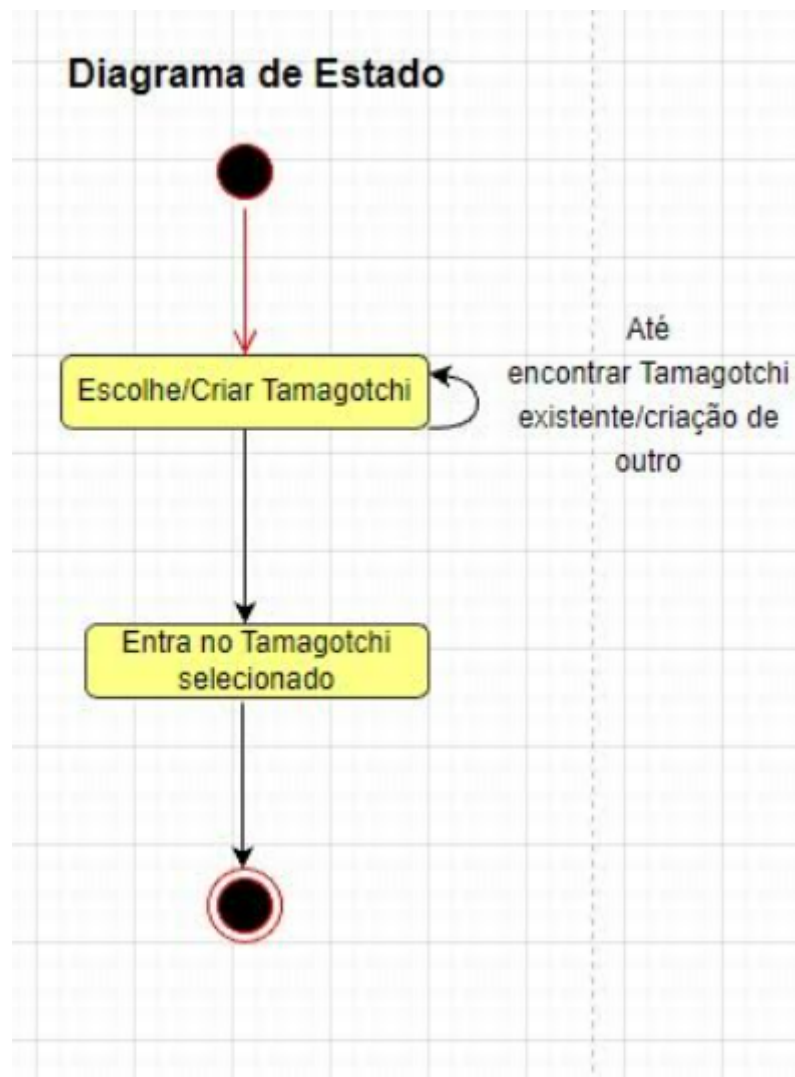 Diagrama de Estado
Escolhe/Criar Tamagotchi
Até
encontrar Tamagotchi
existente/criação de
outro
Entra no Tamagotchi
selecionado